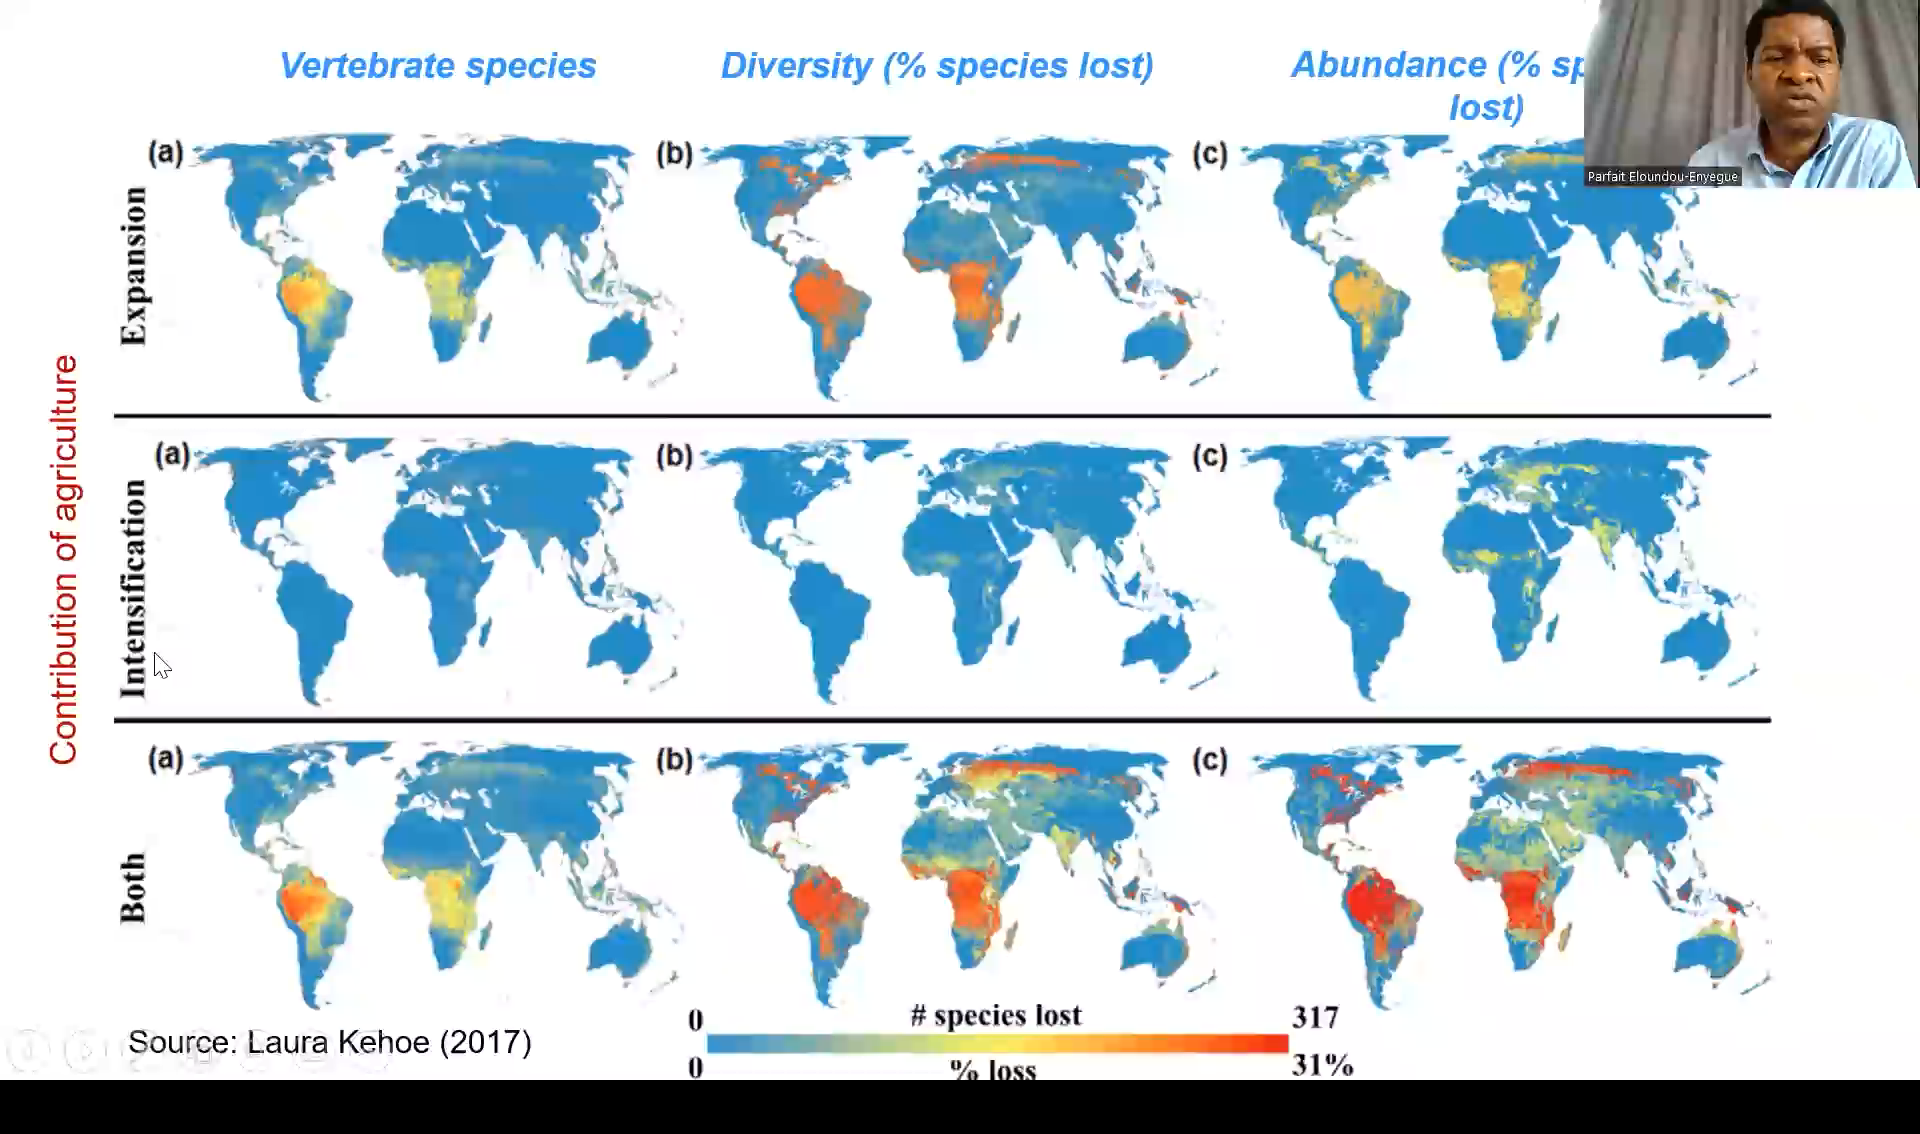 Vertebrate species
Diversity (% species lost)
Abundance (% sp
lost)
Parfait Eloundou-Enyegue
Contribution of agriculture
Expansion
(a)
(b)
(c)
Intensification
(a)
(b)
(c)
Both
(a)
(b)
(c)
Source: Laura Kehoe (2017)
0
# species lost
317
0
% loss
31%